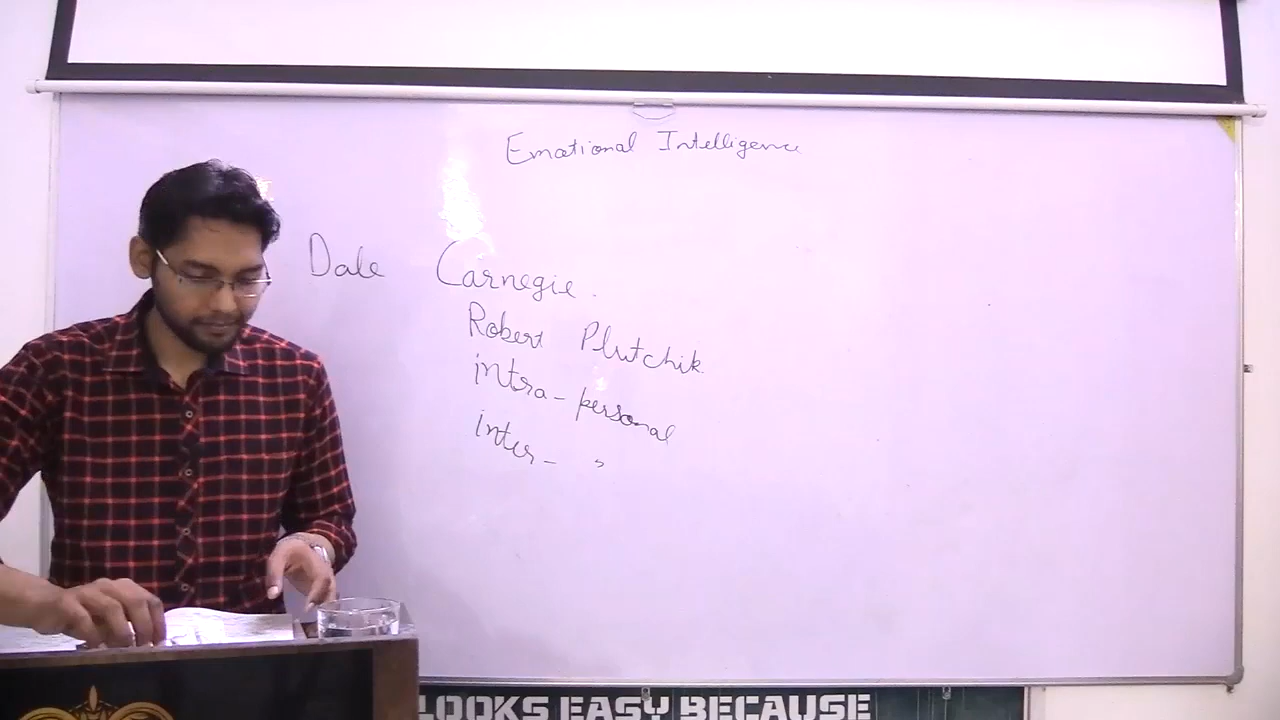 Emotional Intelligence
Dale Carnegie.
Robert Plutchik
intra-personal
inter- "
LOOKS EASY BECAUSE